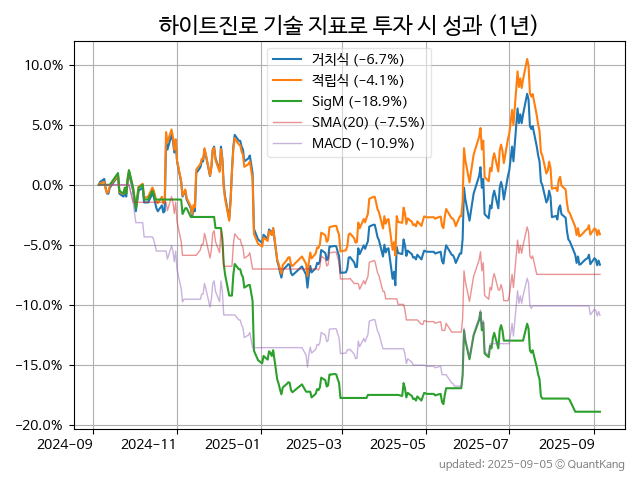 하이트진로 기술 지표로 투자 시 성과 (1년)
거치식 (−6.7%)
적립식 (−4.1%)
SigM (−18.9%)
SMA(20) (−7.5%)
MACD (−10.9%)
10.0%
5.0%
0.0%
−5.0%
−10.0%
−15.0%
−20.0%
2024-09 2024-11 2025-01 2025-03 2025-05 2025-07 2025-09
updated: 2025-09-05 © QuantKang